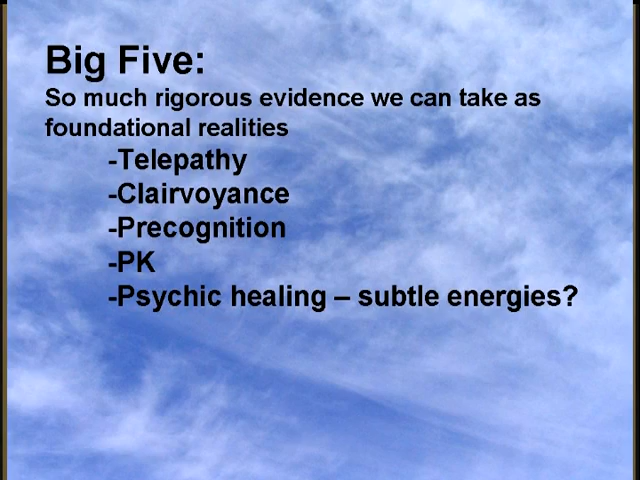 Big Five:
So much rigorous evidence we can take as
foundational realities
-Telepathy
-Clairvoyance
-Precognition
-PK
-Psychic healing – subtle energies?